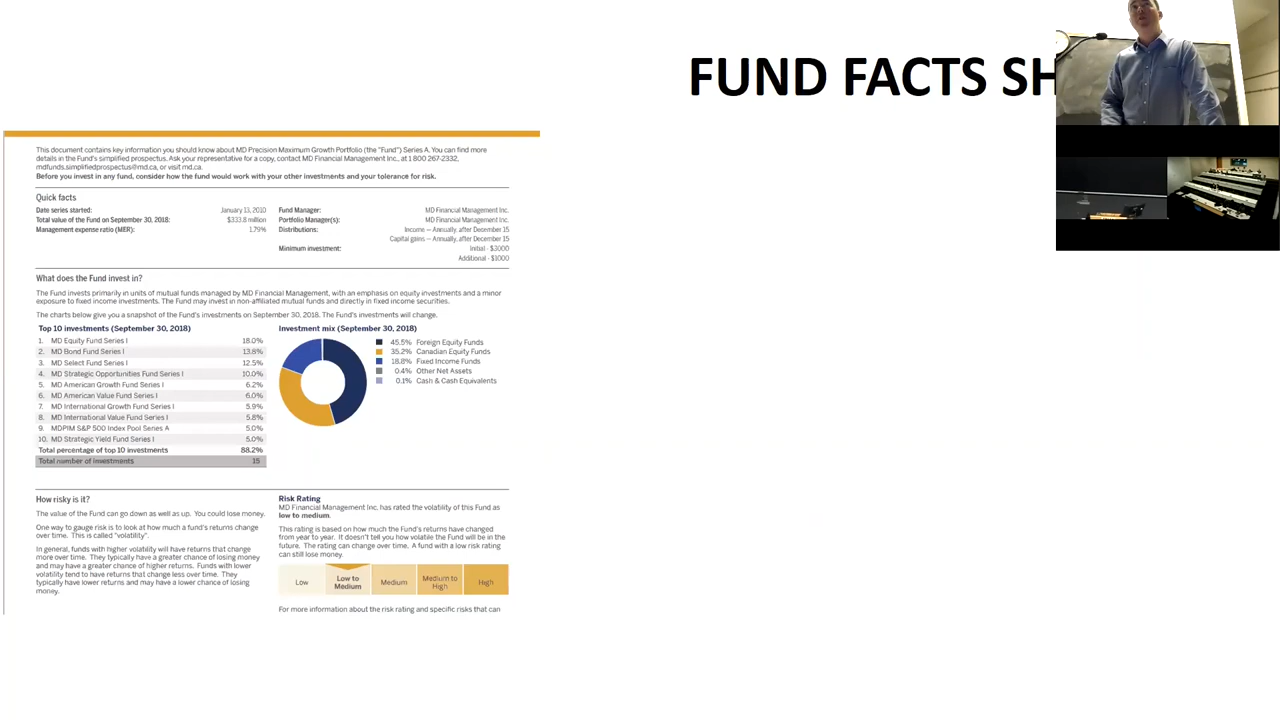 FUND FACTS SH
This document contains key information you should know about MD Precision Maximum Growth Portfolio (the "Fund") Series A. You can find more
details in the Fund's simplified prospectus. Ask your representative for a copy, contact MD Financial Management Inc., at 1 800 267-2332,
mdfunds.simplifiedprospectus@md.ca, or visit md.ca.
Before you invest in any fund, consider how the fund would work with your other investments and your tolerance for risk.
Quick facts
Date series started: January 13, 2010
Total value of the Fund on September 30, 2018: $333.8 million
Management expense ratio (MER): 1.79%
Fund Manager: MD Financial Management Inc.
Portfolio Manager(s): MD Financial Management Inc.
Distributions: Income — Annually, after December 15
Capital gains — Annually, after December 15
Minimum investment: Initial - $3000
Additional - $1000
What does the Fund invest in?
The Fund invests primarily in units of mutual funds managed by MD Financial Management, with an emphasis on equity investments and a minor
exposure to fixed income investments. The Fund may invest in non-affiliated mutual funds and directly in fixed income securities.
The charts below give you a snapshot of the Fund's investments on September 30, 2018. The Fund's investments will change.
Top 10 investments (September 30, 2018)
1. MD Equity Fund Series I 18.0%
2. MD Bond Fund Series I 13.8%
3. MD Select Fund Series I 12.5%
4. MD Strategic Opportunities Fund Series I 10.0%
5. MD American Growth Fund Series I 6.2%
6. MD American Value Fund Series I 6.0%
7. MD International Growth Fund Series I 5.9%
8. MD International Value Fund Series I 5.8%
9. MDPIM S&P 500 Index Pool Series A 5.0%
10. MD Strategic Yield Fund Series I 5.0%
Total percentage of top 10 investments 88.2%
Total number of investments 15
Investment mix (September 30, 2018)
45.5% Foreign Equity Funds
35.2% Canadian Equity Funds
18.8% Fixed Income Funds
0.4% Other Net Assets
0.1% Cash & Cash Equivalents
How risky is it?
The value of the Fund can go down as well as up. You could lose money.
One way to gauge risk is to look at how much a fund's returns change
over time. This is called "volatility".
In general, funds with higher volatility will have returns that change
more over time. They typically have a greater chance of losing money
and may have a greater chance of higher returns. Funds with lower
volatility tend to have returns that change less over time. They
typically have lower returns and may have a lower chance of losing
money.
Risk Rating
MD Financial Management Inc. has rated the volatility of this Fund as
low to medium.
This rating is based on how much the Fund's returns have changed
from year to year. It doesn't tell you how volatile the Fund will be in the
future. The rating can change over time. A fund with a low risk rating
can still lose money.
Low
Low to
Medium
Medium
Medium to
High
High
For more information about the risk rating and specific risks that can